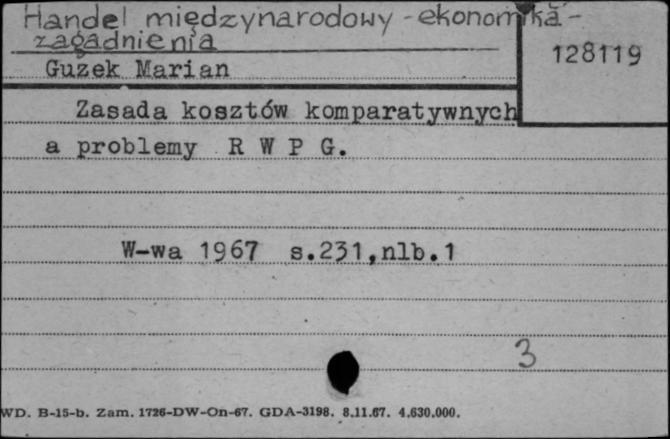 Handel międzynarodowy - ekonomika -
zagadnienia
128119
Guzek Marian
Zasada kosztów komparatywnych
a problemy R W P G.
W-wa 1967 s.231,nlb.1
3
WD. B-15-b. Zam. 1726-DW-On-67. GDA-3198. 8.11.67. 4.630.000.